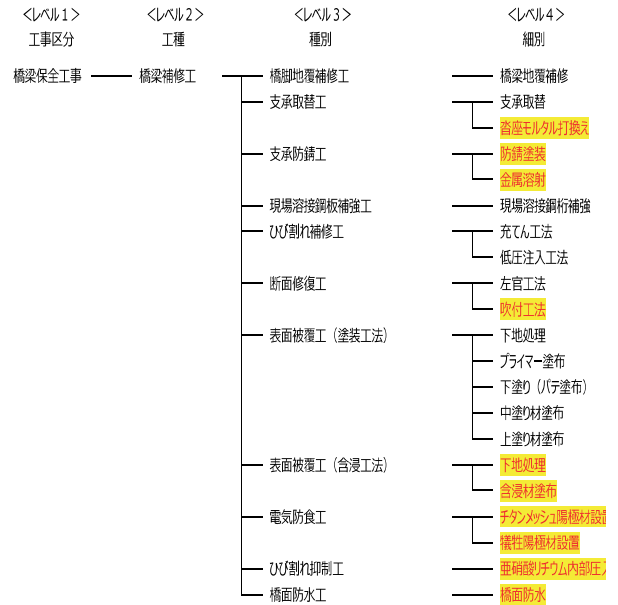 ＜レベル1＞ ＜レベル2＞ ＜レベル3＞ ＜レベル4＞
工事区分 工種 種別 細別
橋梁保全工事 橋梁補修工 橋脚地覆補修工 橋梁地覆補修
支承取替工 支承取替
沓座モルタル打換え
支承防錆工 防錆塗装
金属溶射
現場溶接鋼板補強工 現場溶接鋼桁補強
ひび割れ補修工 充てん工法
低圧注入工法
断面修復工 左官工法
吹付工法
表面被覆工（塗装工法） 下地処理
プライマー塗布
下塗り（パテ塗布）
中塗り材塗布
上塗り材塗布
表面被覆工（含浸工法） 下地処理
含浸材塗布
電気防食工 チタンメッシュ陽極材設置
犠牲陽極材設置
ひび割れ抑制工 亜硝酸リチウム内部圧入
橋面防水工 橋面防水